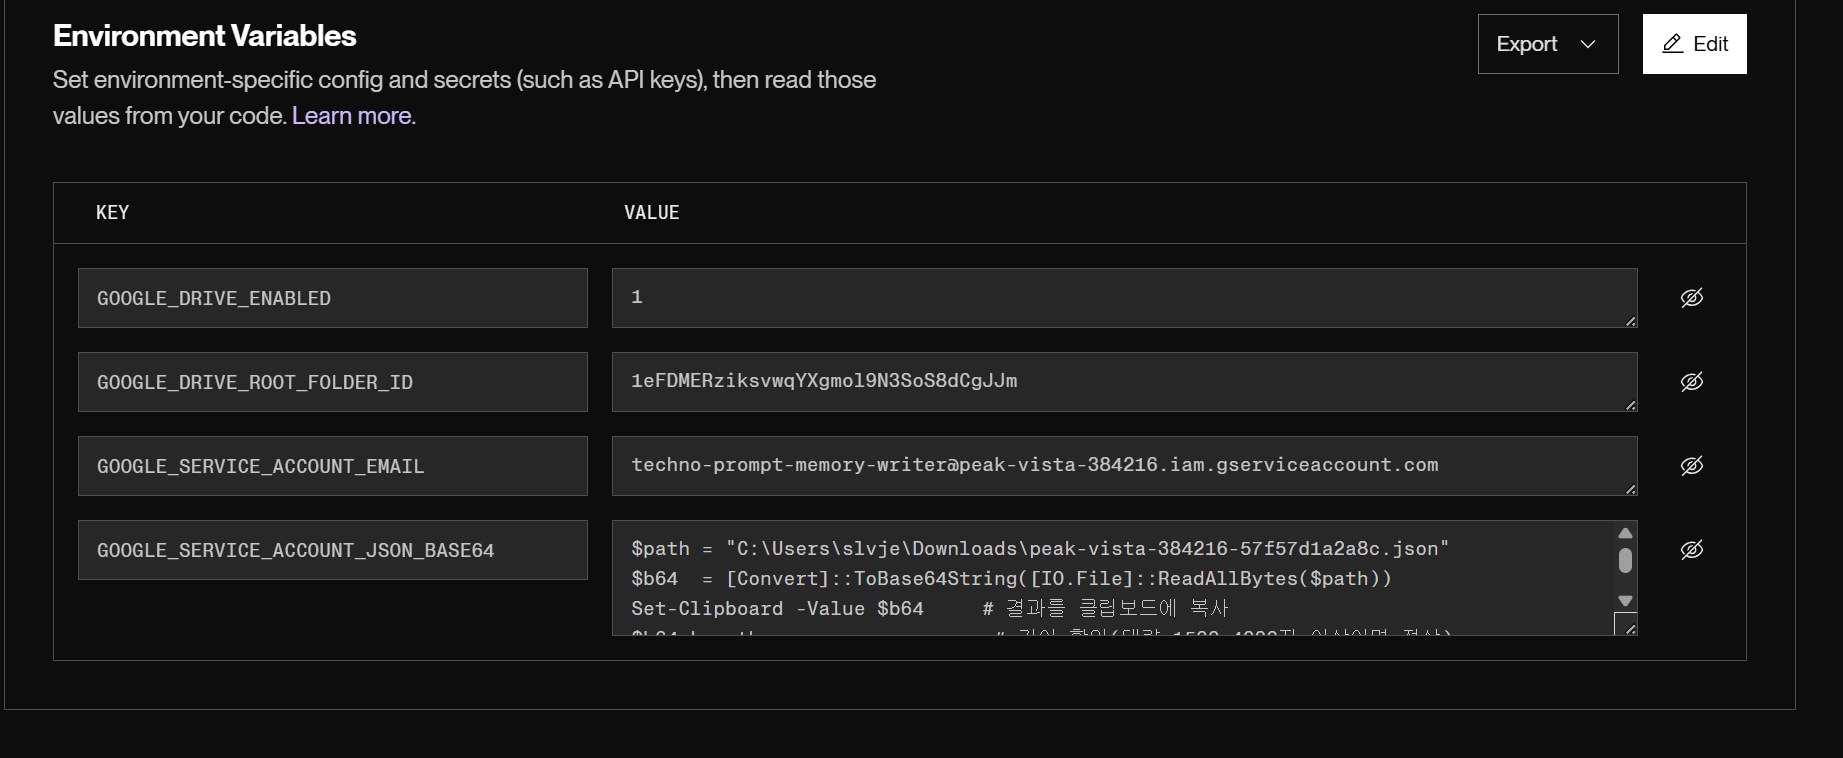 Environment Variables
Export
Edit
Set environment-specific config and secrets (such as API keys), then read those
values from your code. Learn more.
KEY
VALUE
GOOGLE_DRIVE_ENABLED
1
GOOGLE_DRIVE_ROOT_FOLDER_ID
1eFDMERziksvwqYXgmol9N3SoS8dCgJJm
GOOGLE_SERVICE_ACCOUNT_EMAIL
techno-prompt-memory-writer@peak-vista-384216.iam.gserviceaccount.com
GOOGLE_SERVICE_ACCOUNT_JSON_BASE64
$path = "C:\Users\slvje\Downloads\peak-vista-384216-57f57d1a2a8c.json"
$b64  = [Convert]::ToBase64String([IO.File]::ReadAllBytes($path))
Set-Clipboard -Value $b64     # 결과를 클립보드에 복사